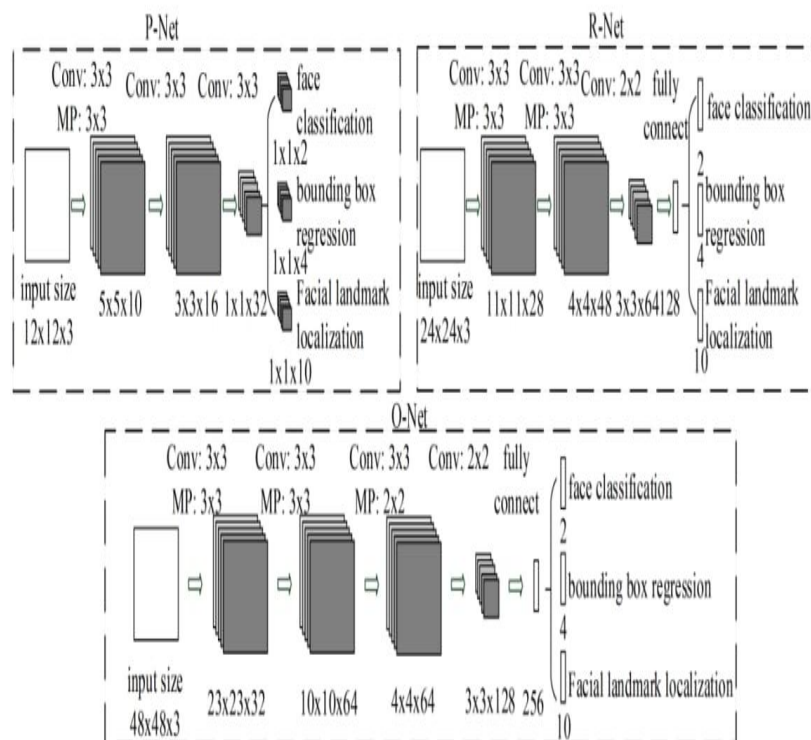 P-Net
Conv: 3x3
MP: 3x3
Conv: 3x3
Conv: 3x3
face
classification
1x1x2
bounding box
regression
1x1x4
Facial landmark
localization
1x1x10
input size
12x12x3
5x5x10
3x3x16
1x1x32
R-Net
Conv: 3x3
MP: 3x3
Conv: 3x3
MP: 3x3
Conv: 2x2
fully
connect
face classification
2
bounding box
regression
4
Facial landmark
localization
10
input size
24x24x3
11x11x28
4x4x48
3x3x64
128
O-Net
Conv: 3x3
MP: 3x3
Conv: 3x3
MP: 3x3
Conv: 3x3
MP: 2x2
Conv: 2x2
fully
connect
face classification
2
bounding box regression
4
Facial landmark localization
10
input size
48x48x3
23x23x32
10x10x64
4x4x64
3x3x128
256